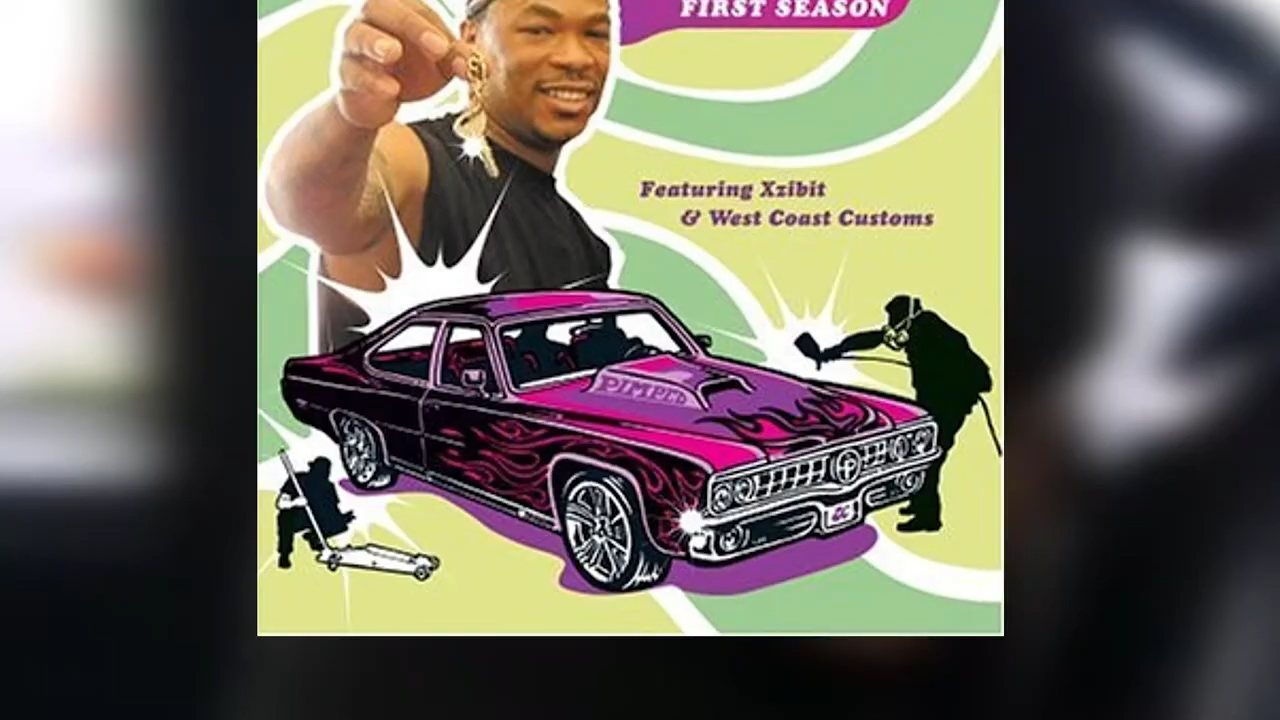 FIRST SEASON
Featuring Xzibit
& West Coast Customs
PIMPED